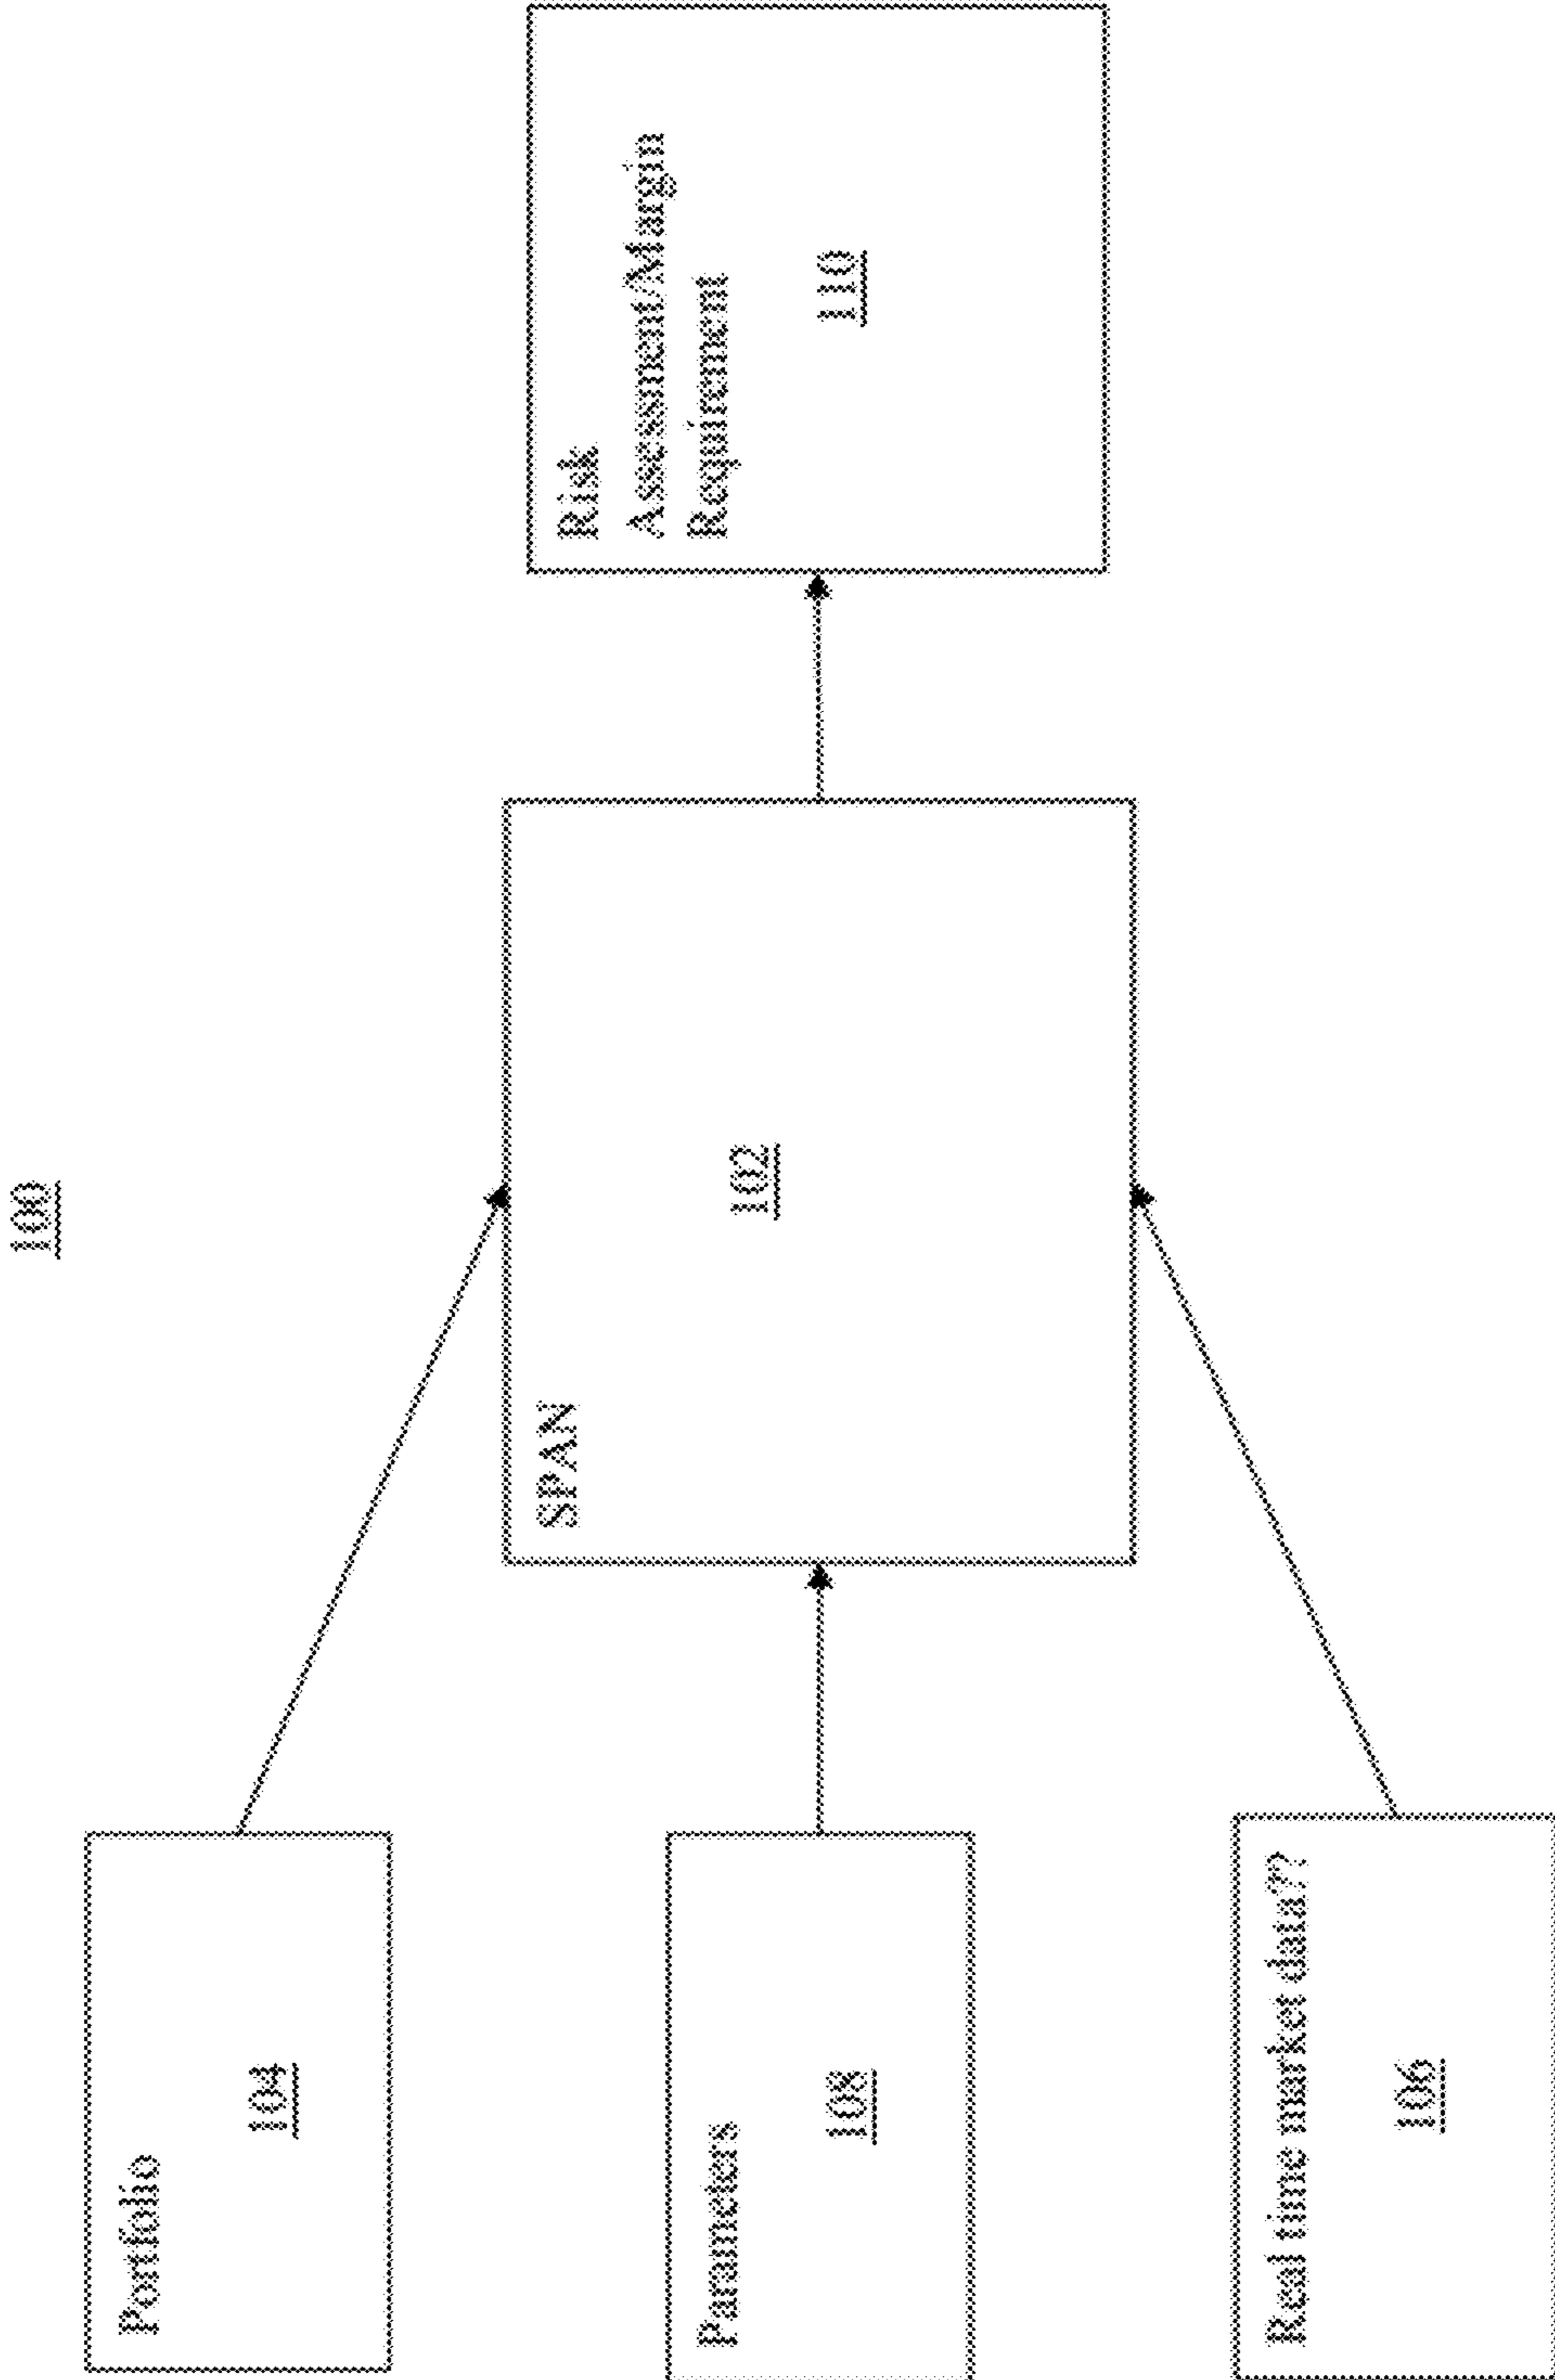 100
Portfolio
104
Parameters
108
Real time market data??
106
SPAN
102
Risk
Assessment/Margin
Requirement
110